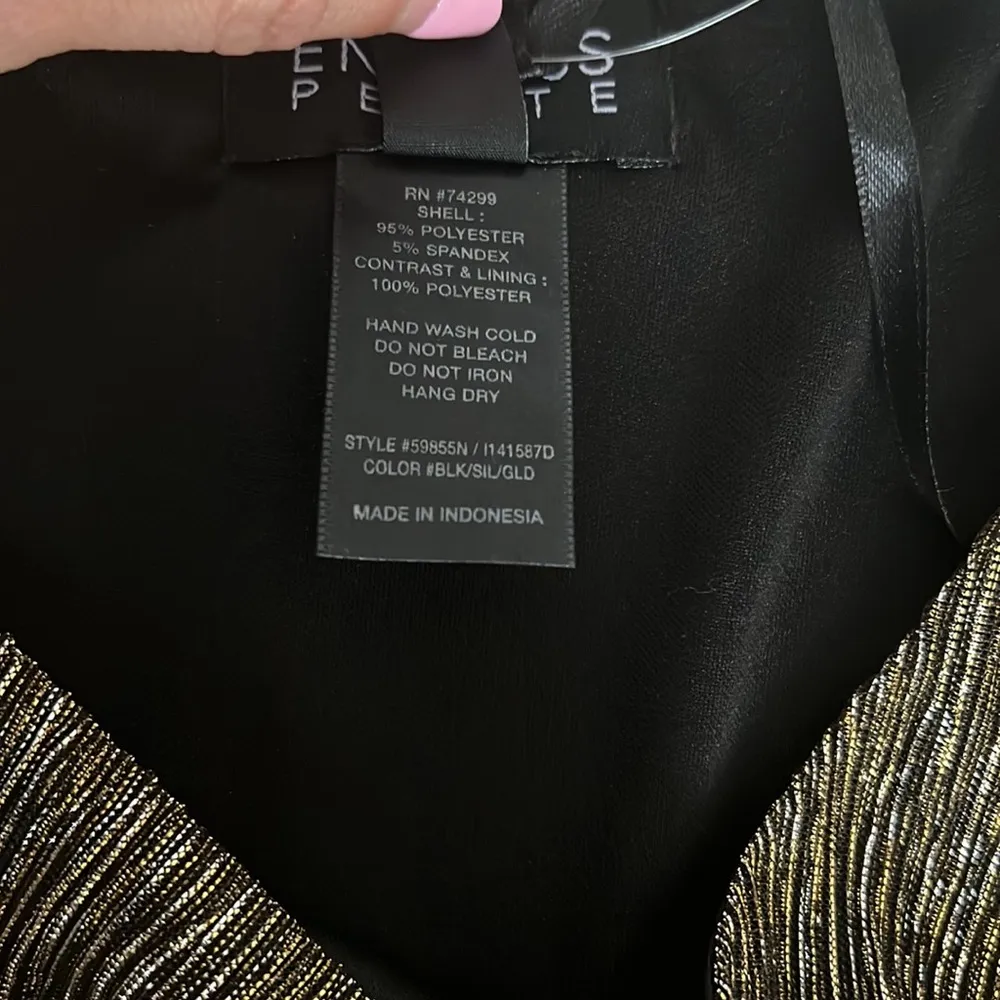 RN #74299
SHELL :
95% POLYESTER
5% SPANDEX
CONTRAST & LINING :
100% POLYESTER
HAND WASH COLD
DO NOT BLEACH
DO NOT IRON
HANG DRY
STYLE #59855N / I141587D
COLOR #BLK/SIL/GLD
MADE IN INDONESIA